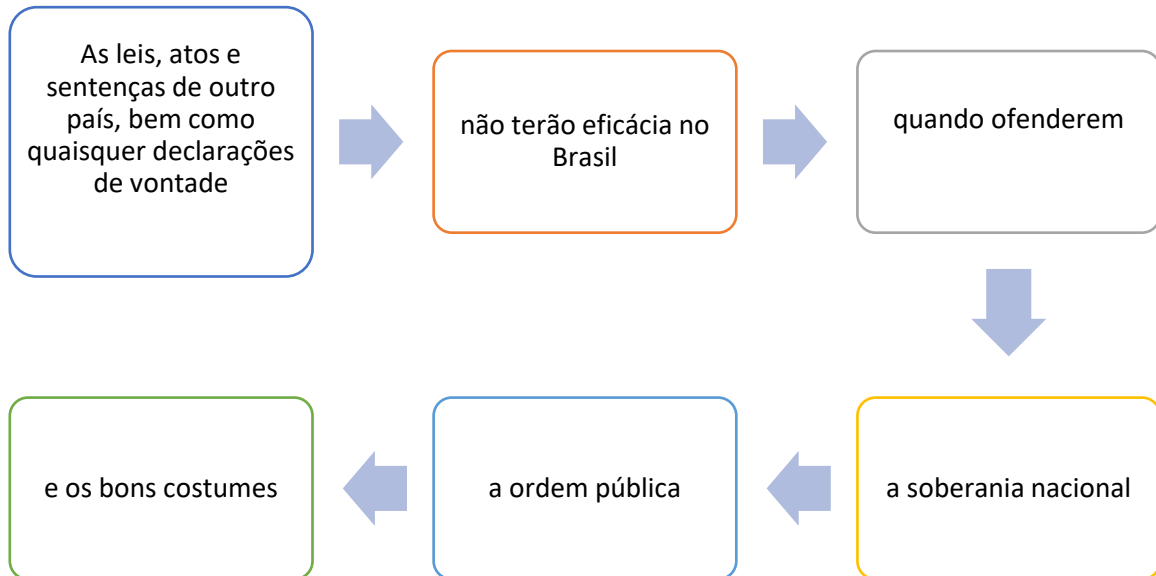 As leis, atos e
sentenças de outro
país, bem como
quaisquer declarações
de vontade
não terão eficácia no
Brasil
quando ofenderem
a soberania nacional
a ordem pública
e os bons costumes